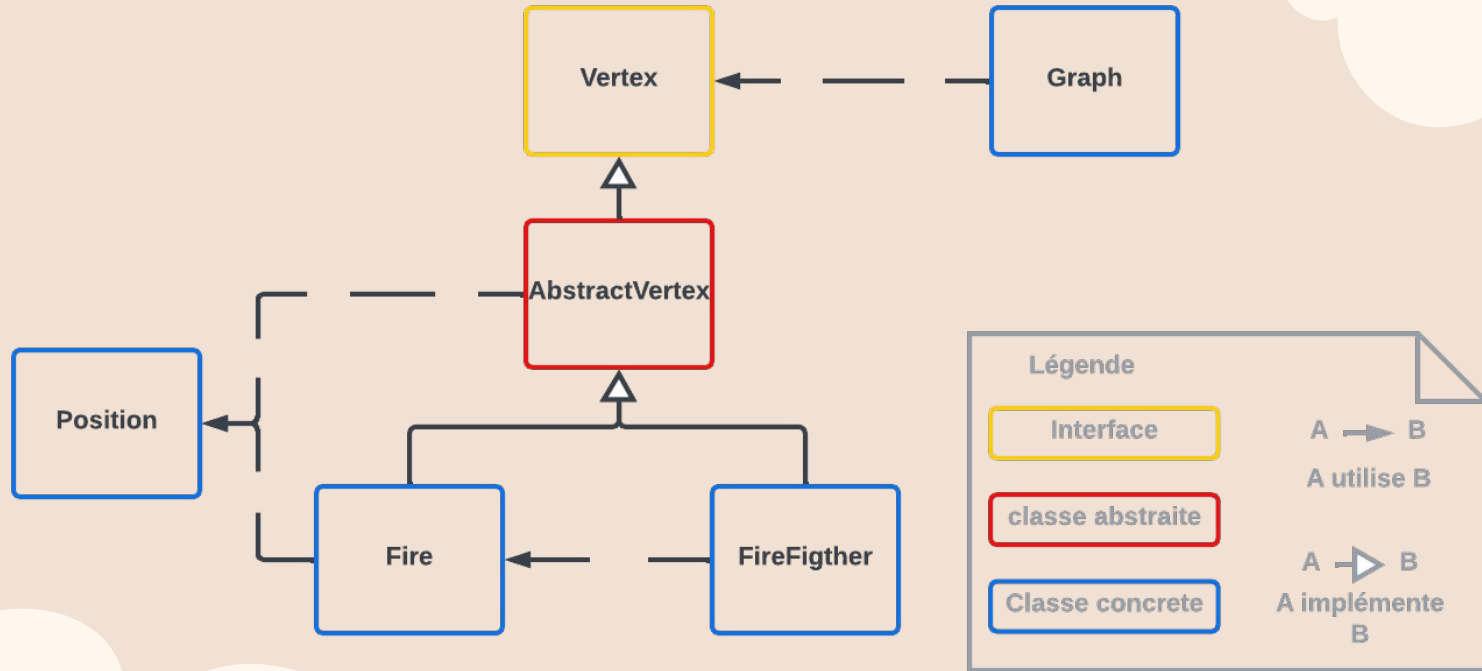 Vertex
Graph
AbstractVertex
Position
Fire
FireFigther
Légende
Interface
A B
A utilise B
classe abstraite
A B
Classe concrete
A implémente
B